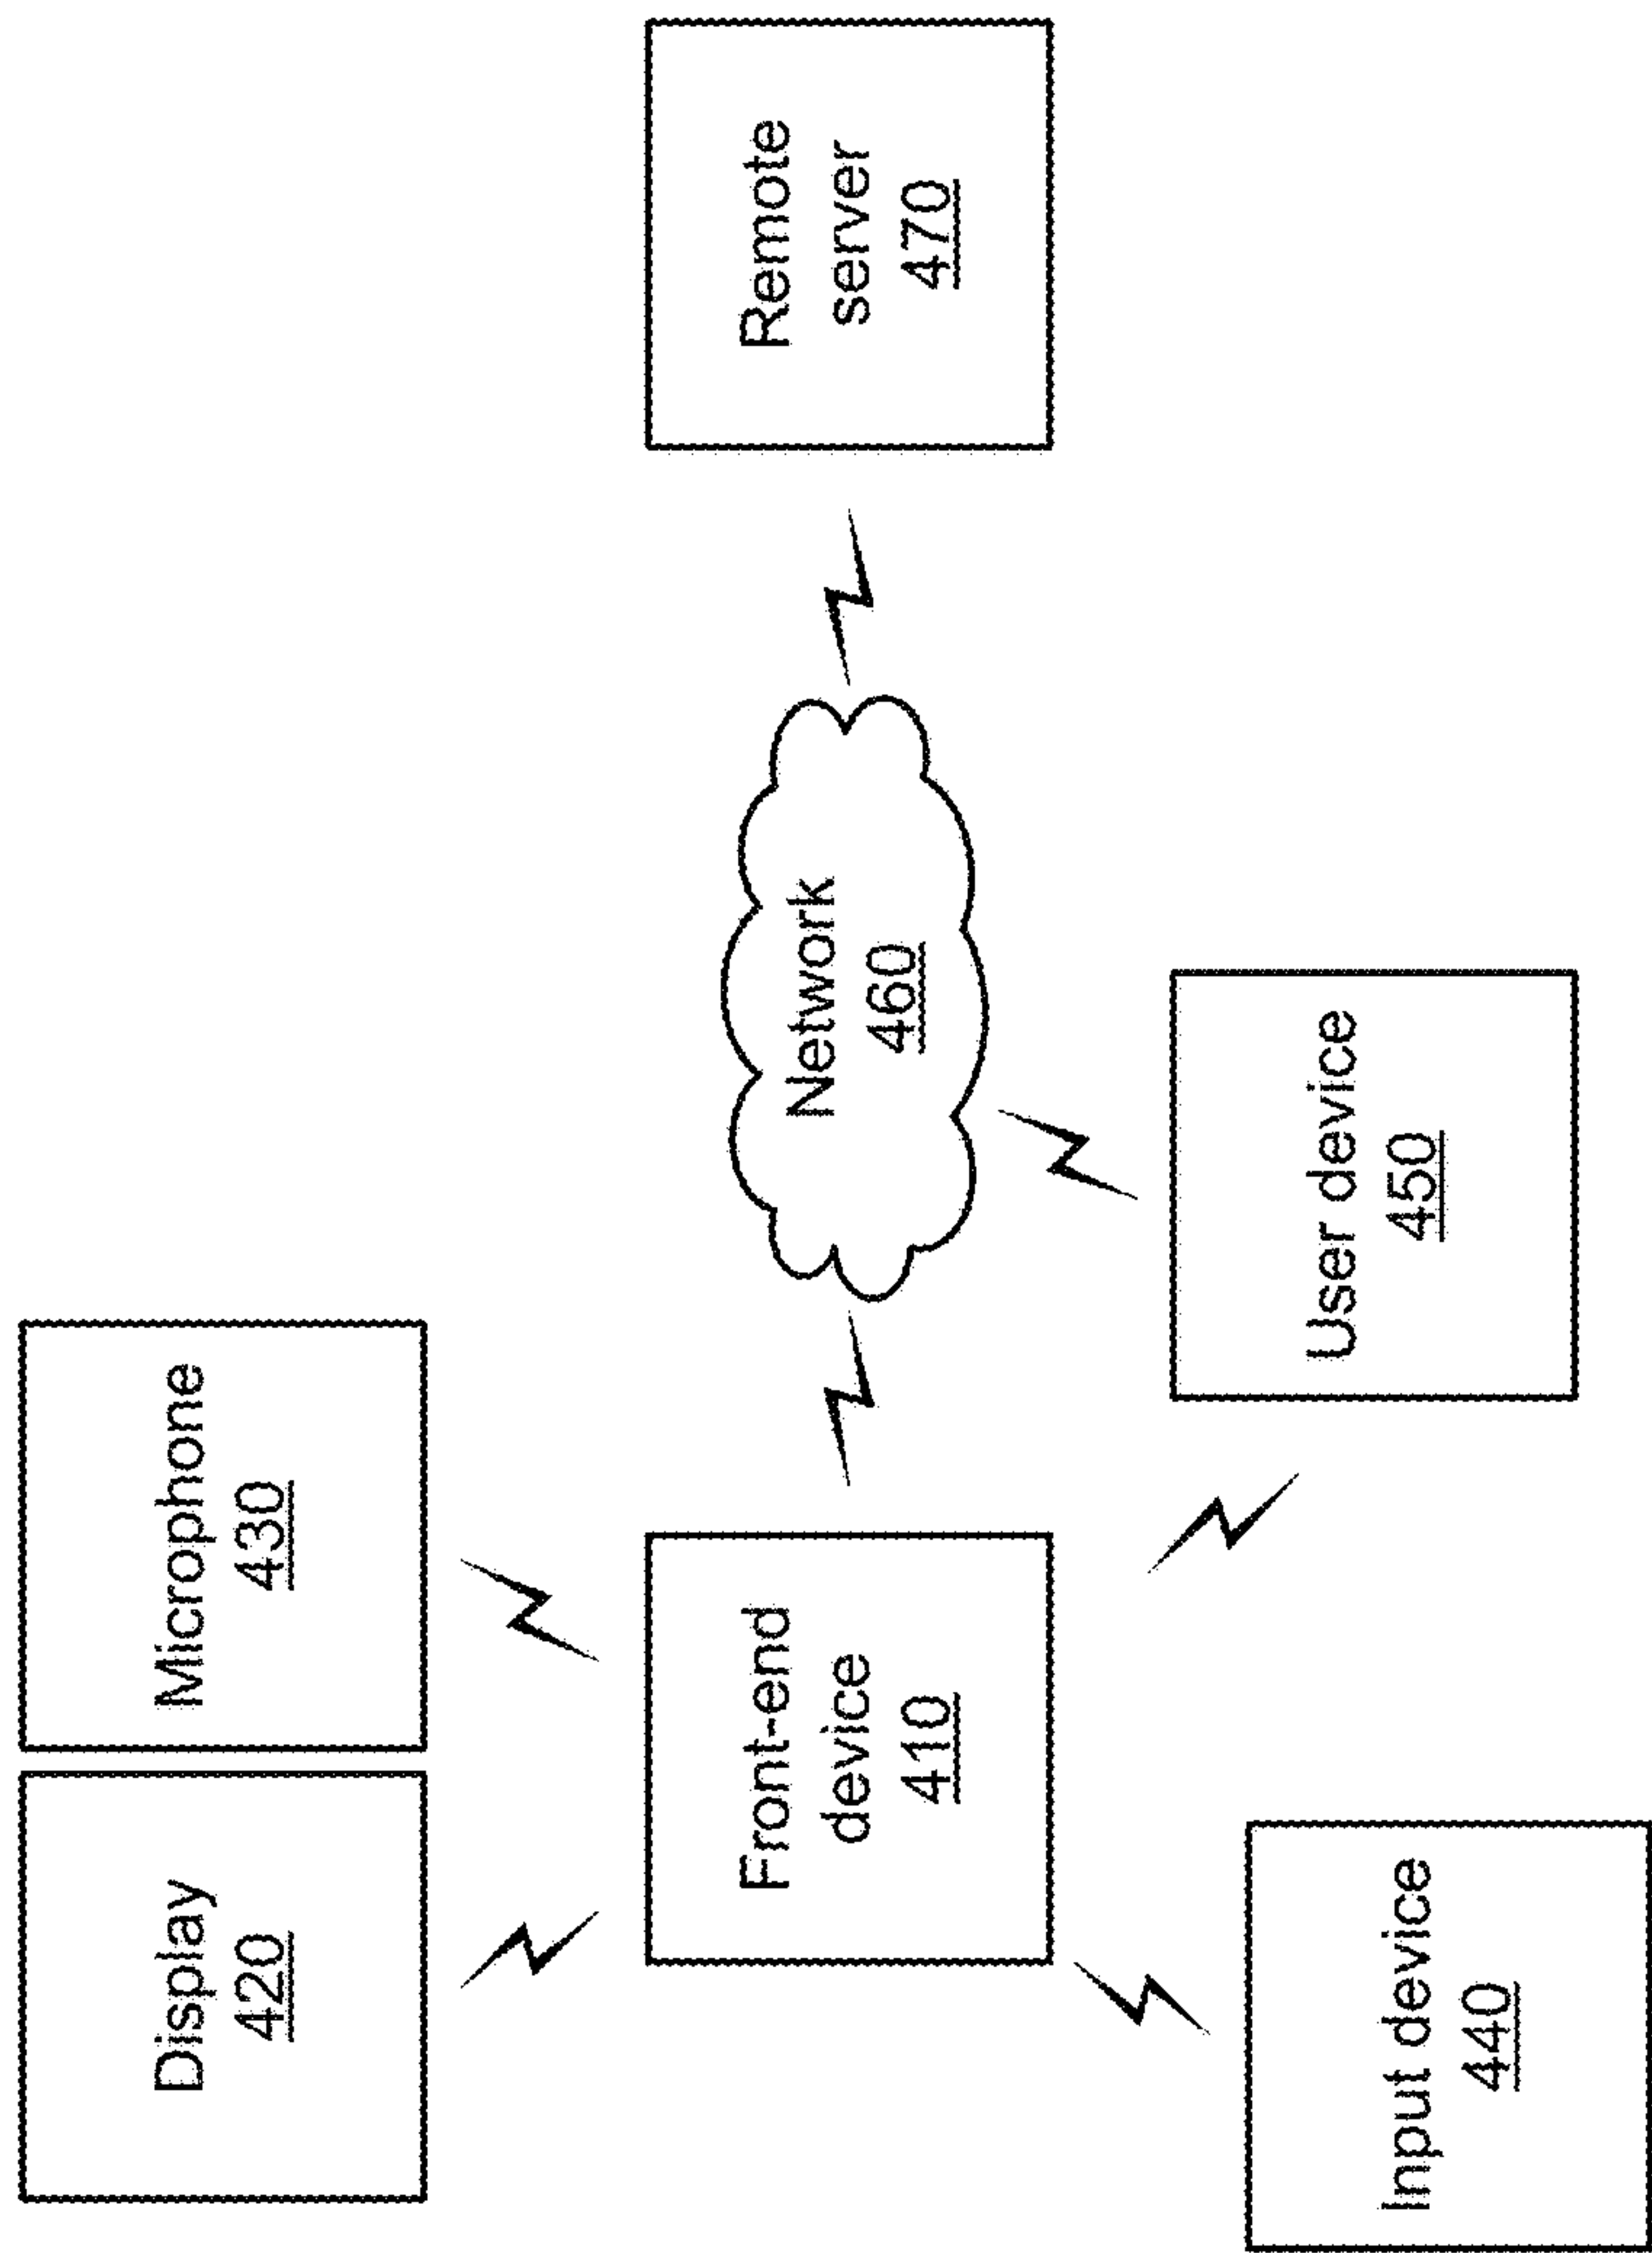 Display
420
Microphone
430
Front-end
device
410
Network
460
Remote
server
470
Input device
440
User device
450